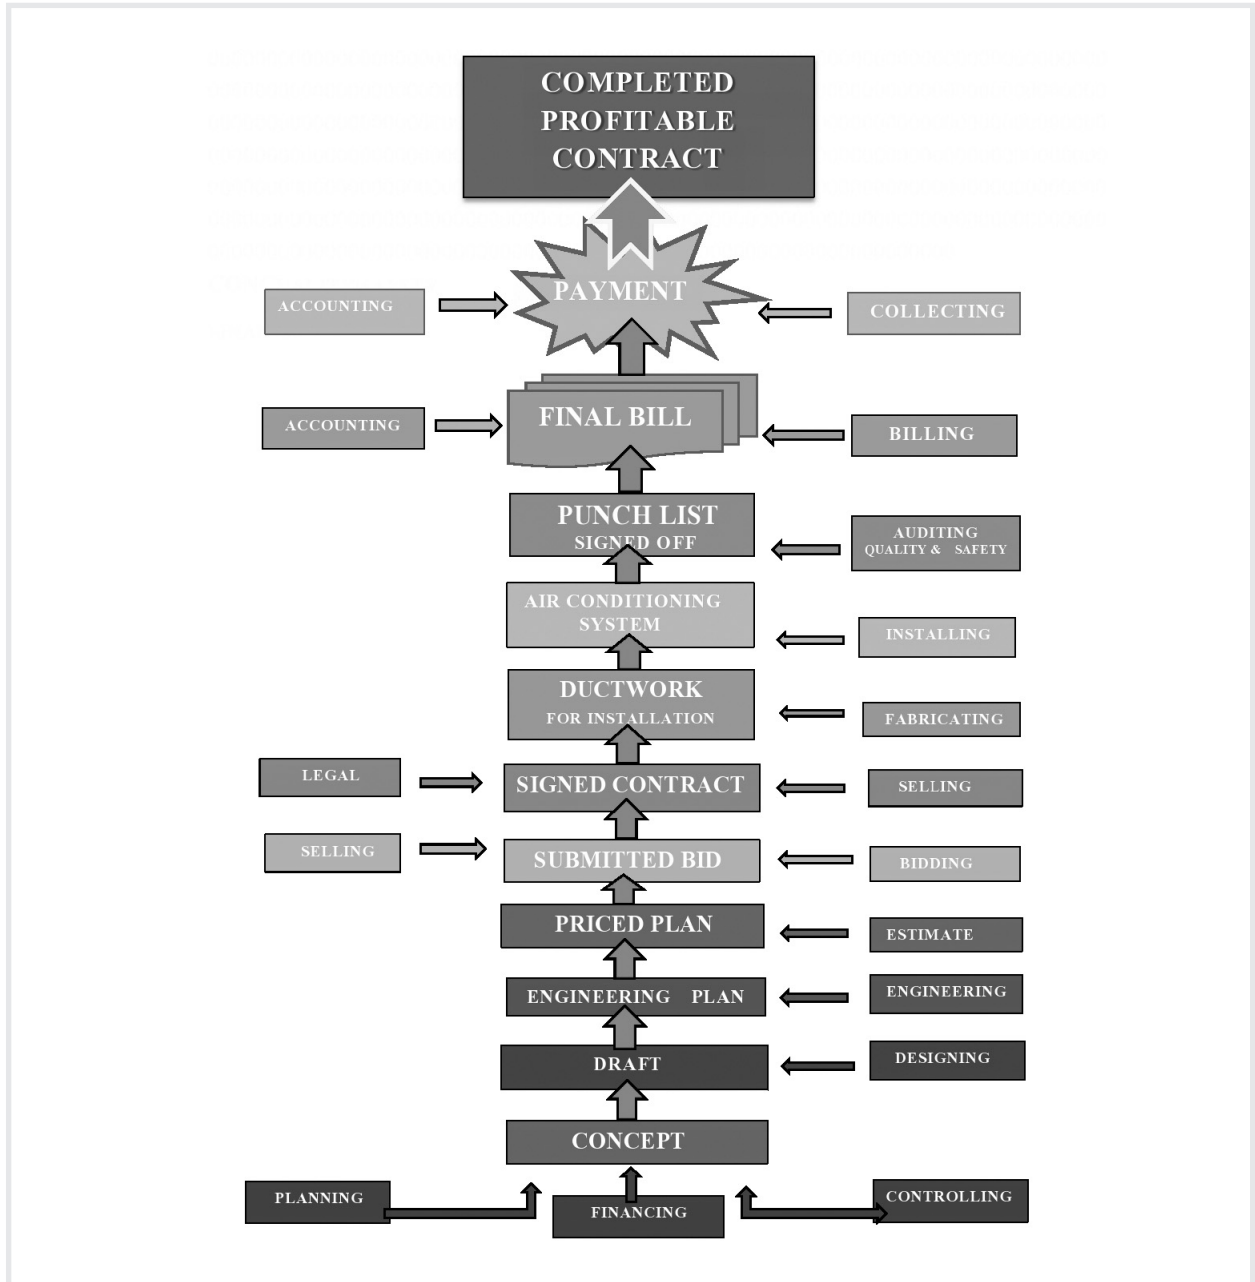 COMPLETED
PROFITABLE
CONTRACT
PAYMENT
ACCOUNTING
COLLECTING
FINAL BILL
ACCOUNTING
BILLING
PUNCH LIST
SIGNED OFF
AUDITING
QUALITY & SAFETY
AIR CONDITIONING
SYSTEM
INSTALLING
DUCTWORK
FOR INSTALLATION
FABRICATING
LEGAL
SIGNED CONTRACT
SELLING
SELLING
SUBMITTED BID
BIDDING
PRICED PLAN
ESTIMATE
ENGINEERING PLAN
ENGINEERING
DRAFT
DESIGNING
CONCEPT
PLANNING
FINANCING
CONTROLLING